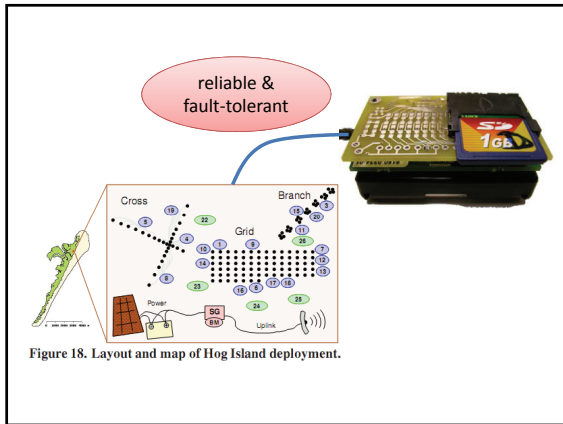 reliable &
fault-tolerant
SD
1GB
Cross
Branch
Grid
19
5
22
4
15
3
20
11
26
10
1
9
7
14
12
13
8
23
16
6
17
18
24
25
Power
SG
BM
Uplink
Figure 18. Layout and map of Hog Island deployment.